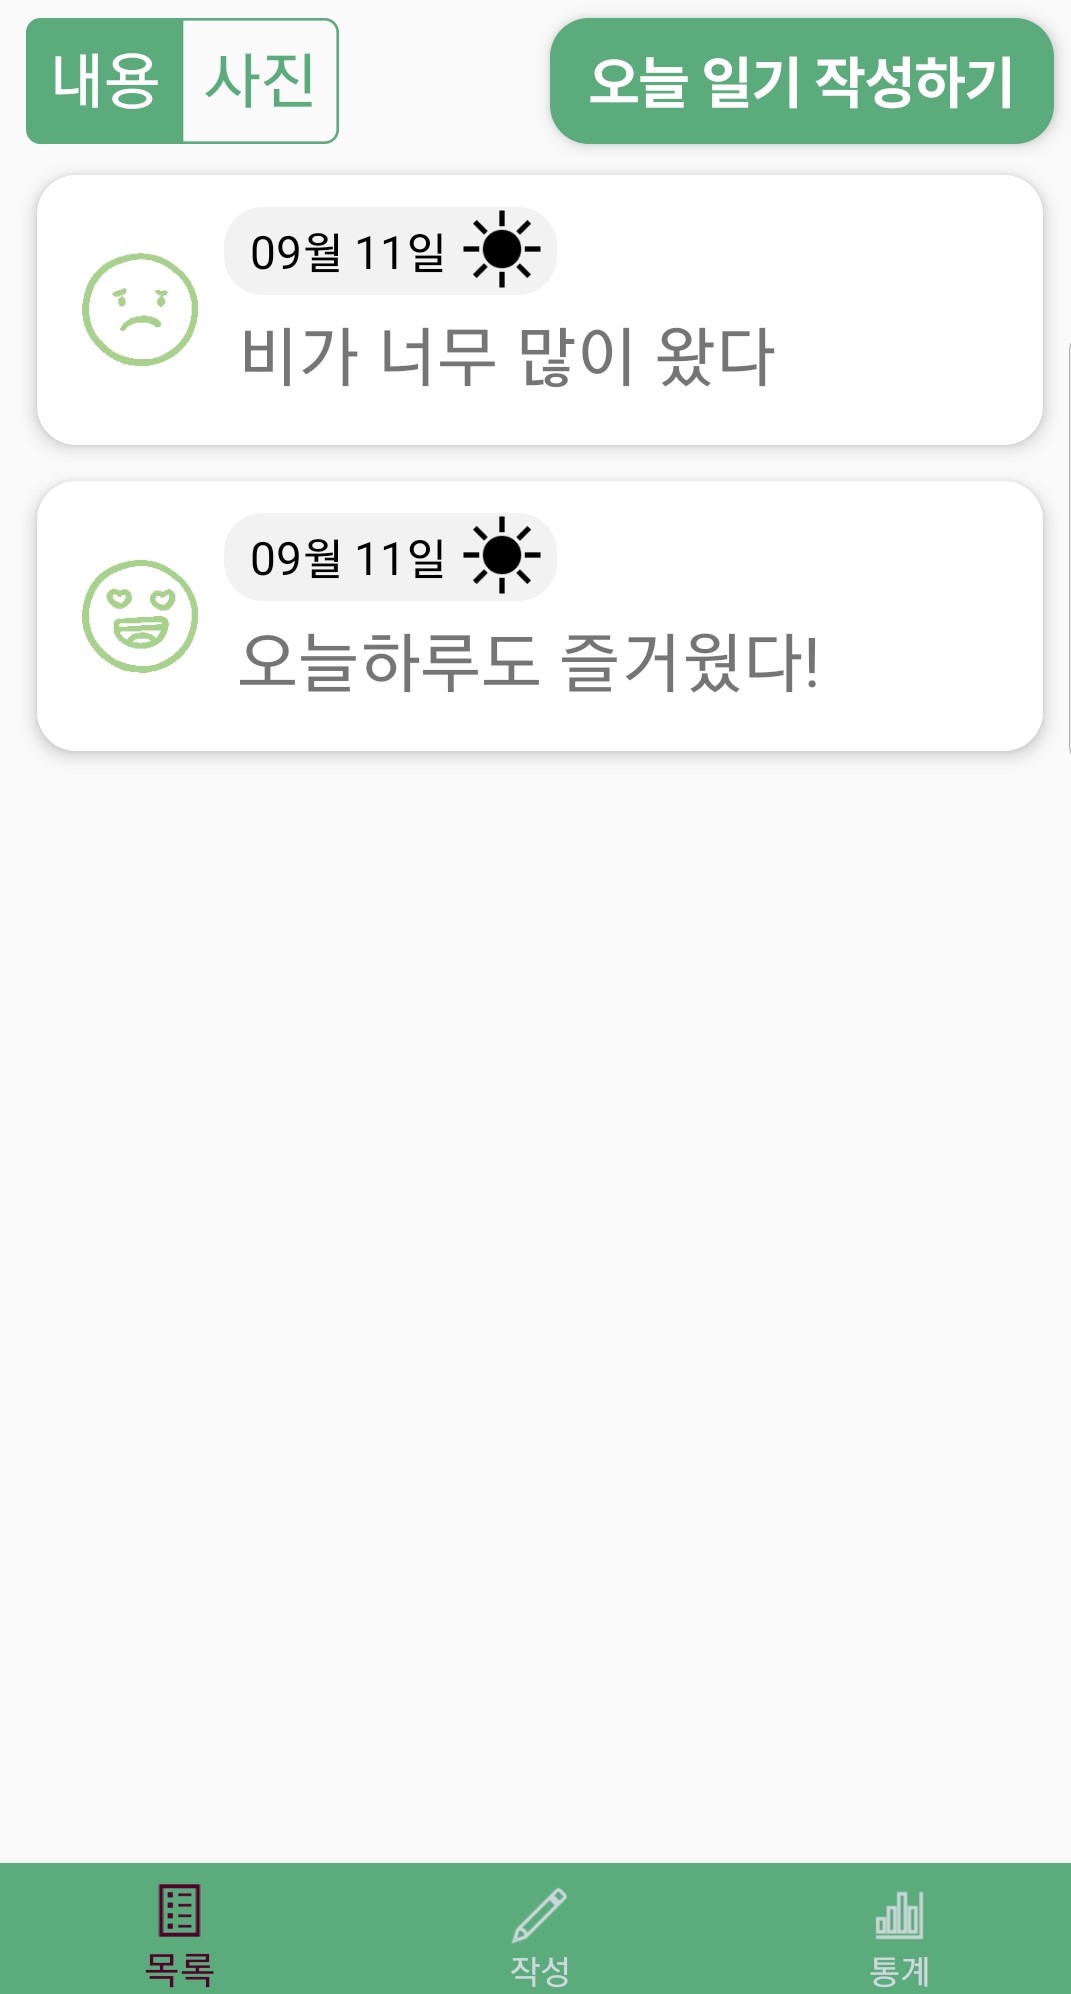 내용 사진 오늘 일기 작성하기
09월 11일
비가 너무 많이 왔다
09월 11일
오늘하루도 즐거웠다!
목록 작성 통계